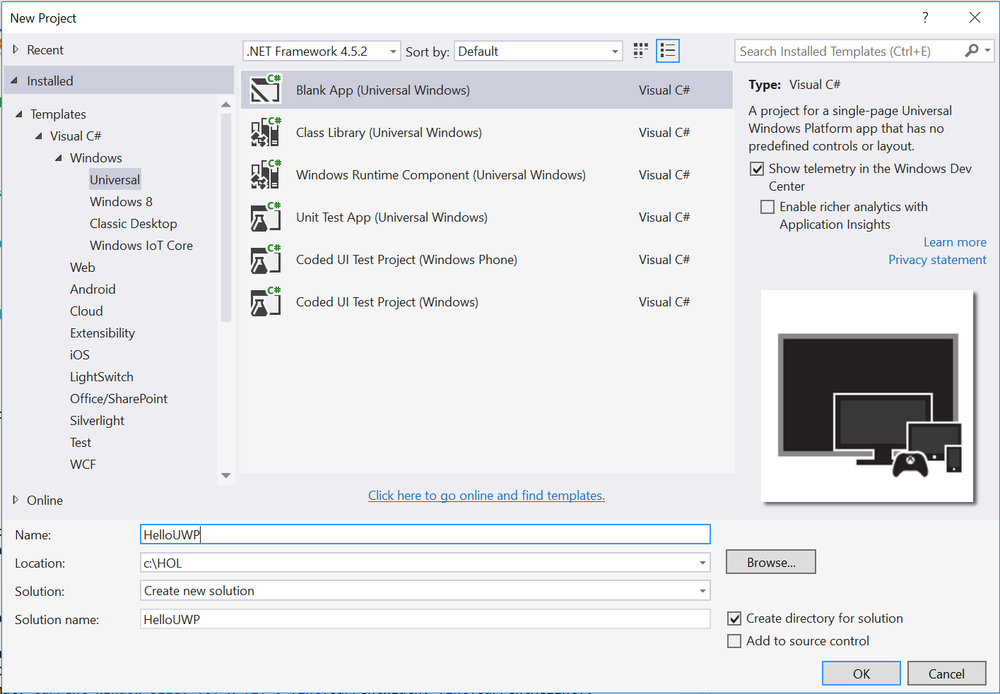 New Project
?
Recent
.NET Framework 4.5.2
Sort by:
Default
Search Installed Templates (Ctrl+E)
Installed
Templates
Visual C#
Windows
Universal
Windows 8
Classic Desktop
Windows IoT Core
Web
Android
Cloud
Extensibility
iOS
LightSwitch
Office/SharePoint
Silverlight
Test
WCF
Online
C#
Blank App (Universal Windows)
Visual C#
C#
Class Library (Universal Windows)
Visual C#
C#
Windows Runtime Component (Universal Windows)
Visual C#
C#
Unit Test App (Universal Windows)
Visual C#
C#
Coded UI Test Project (Windows Phone)
Visual C#
C#
Coded UI Test Project (Windows)
Visual C#
Click here to go online and find templates.
Type: Visual C#
A project for a single-page Universal
Windows Platform app that has no
predefined controls or layout.
Show telemetry in the Windows Dev
Center
Enable richer analytics with
Application Insights
Learn more
Privacy statement
Name:
HelloUWP
Location:
c:\HOL
Browse...
Solution:
Create new solution
Solution name:
HelloUWP
Create directory for solution
Add to source control
OK
Cancel